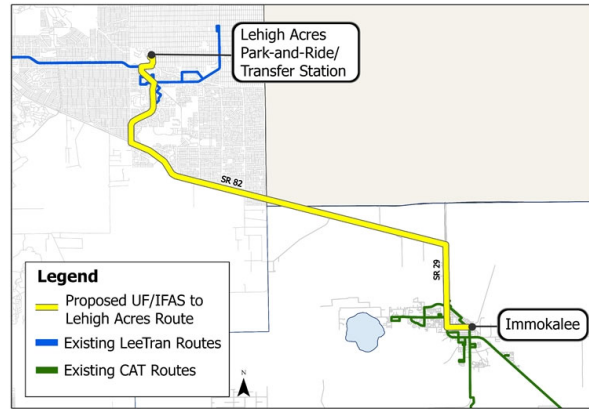 Lehigh Acres
Park-and-Ride/
Transfer Station
SR 82
SR 29
Immokalee
Legend
Proposed UF/IFAS to
Lehigh Acres Route
Existing LeeTran Routes
Existing CAT Routes
N